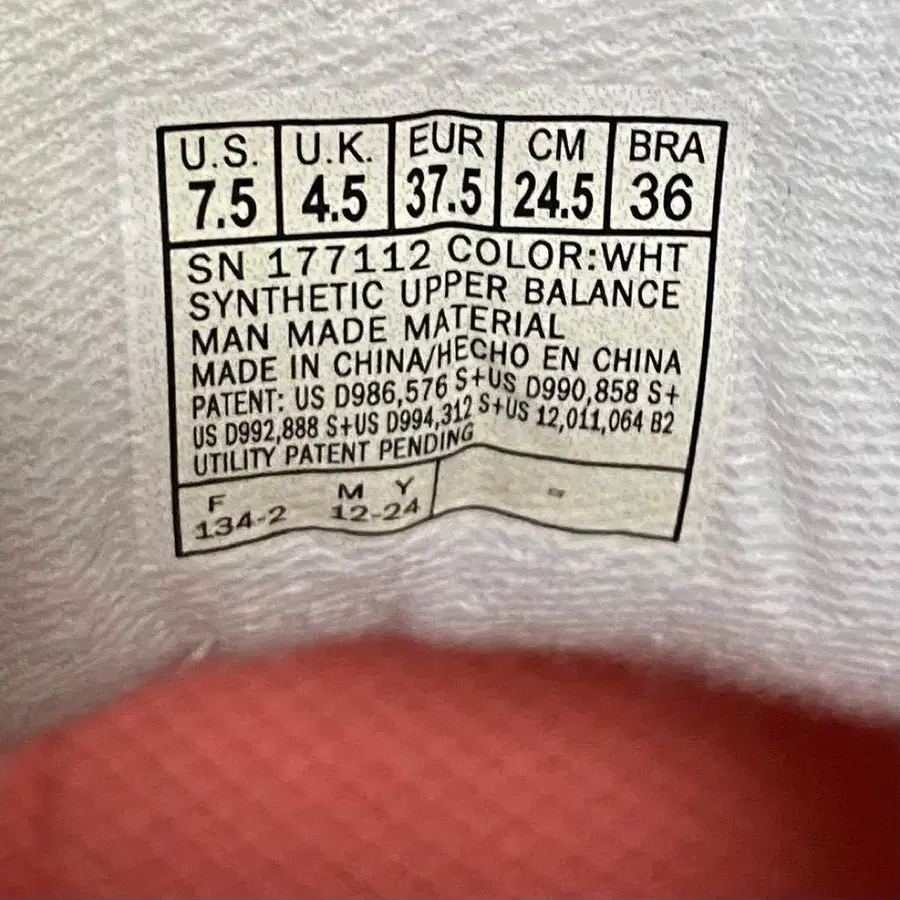 U.S. U.K. EUR CM BRA
7.5 4.5 37.5 24.5 36
SN 177112 COLOR:WHT
SYNTHETIC UPPER BALANCE
MAN MADE MATERIAL
MADE IN CHINA/HECHO EN CHINA
PATENT: US D986,576 S+US D990,858 S+
US D992,888 S+US D994,312 S+US 12,011,064 B2
UTILITY PATENT PENDING
F M Y
134-2 12-24